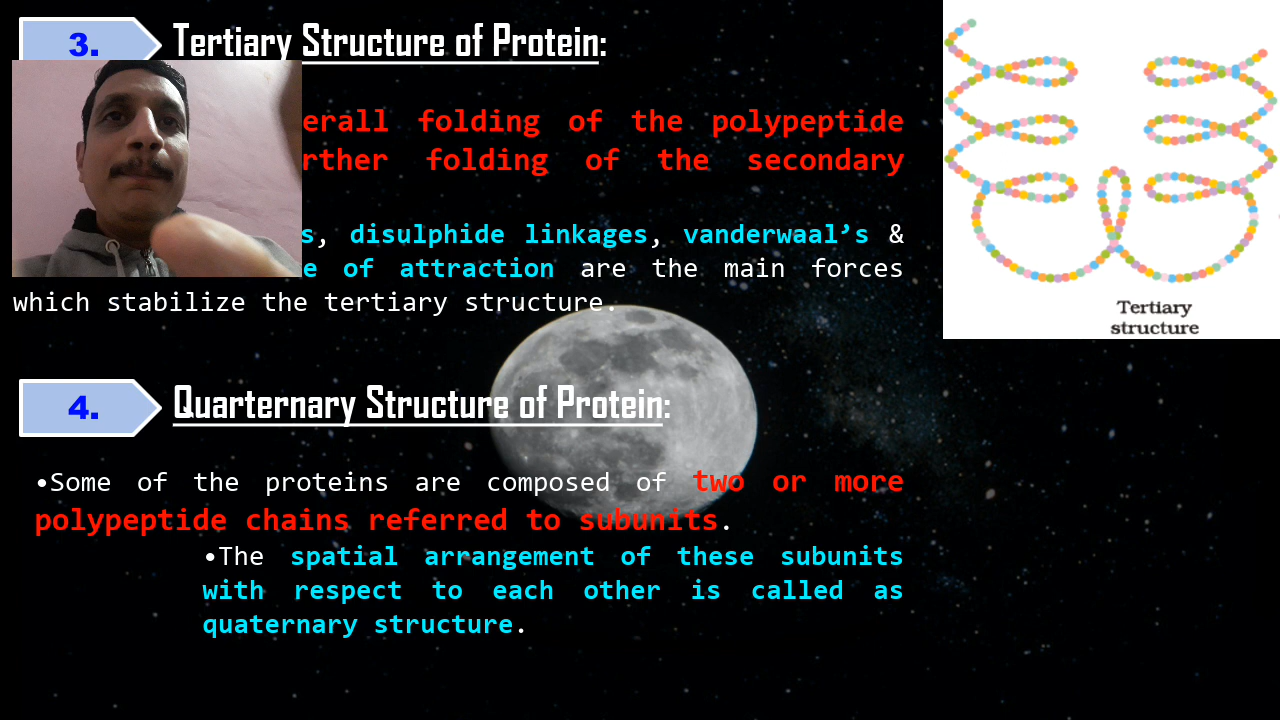 3.
Tertiary Structure of Protein:
erall folding of the polypeptide
rther folding of the secondary
s, disulphide linkages, vanderwaal’s &
e of attraction are the main forces
which stabilize the tertiary structure.
Tertiary
structure
4.
Quarternary Structure of Protein:
•Some of the proteins are composed of two or more
polypeptide chains referred to subunits.
•The spatial arrangement of these subunits
with respect to each other is called as
quaternary structure.